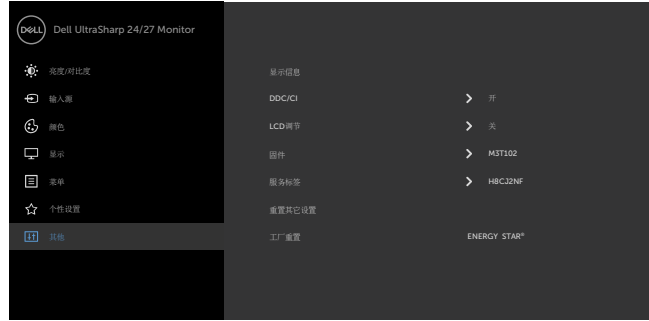 DELL Dell UltraSharp 24/27 Monitor
亮度/对比度
输入源
颜色
显示
菜单
个性设置
其他
显示信息
DDC/CI 开
LCD调节 关
固件 M3T102
服务标签 H8CJ2NF
重置其它设置
工厂重置 ENERGY STAR®